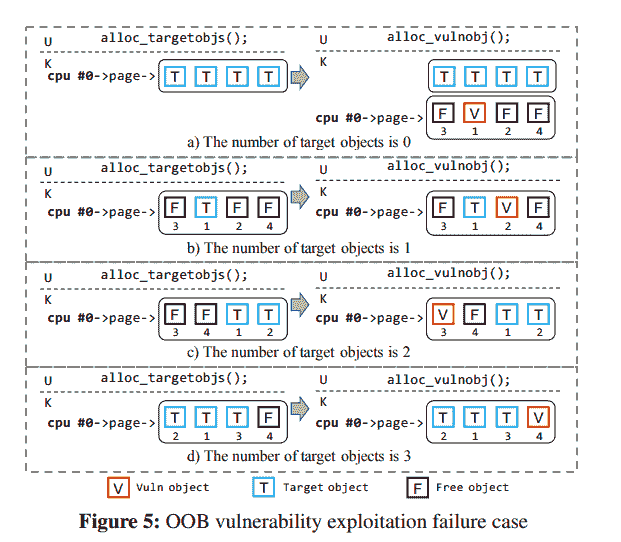 U alloc_targetobjs(); U alloc_vulnobj();
K K
cpu #0->page-> T T T T T T T T
cpu #0->page-> F V F F
3 1 2 4
a) The number of target objects is 0
U alloc_targetobjs(); U alloc_vulnobj();
K K
cpu #0->page-> F T F F cpu #0->page-> F T V F
3 1 2 4 3 1 2 4
b) The number of target objects is 1
U alloc_targetobjs(); U alloc_vulnobj();
K K
cpu #0->page-> F F T T cpu #0->page-> V F T T
3 4 1 2 3 4 1 2
c) The number of target objects is 2
U alloc_targetobjs(); U alloc_vulnobj();
K K
cpu #0->page-> T T T F cpu #0->page-> T T T V
2 1 3 4 2 1 3 4
d) The number of target objects is 3
V Vuln object T Target object F Free object
Figure 5: OOB vulnerability exploitation failure case